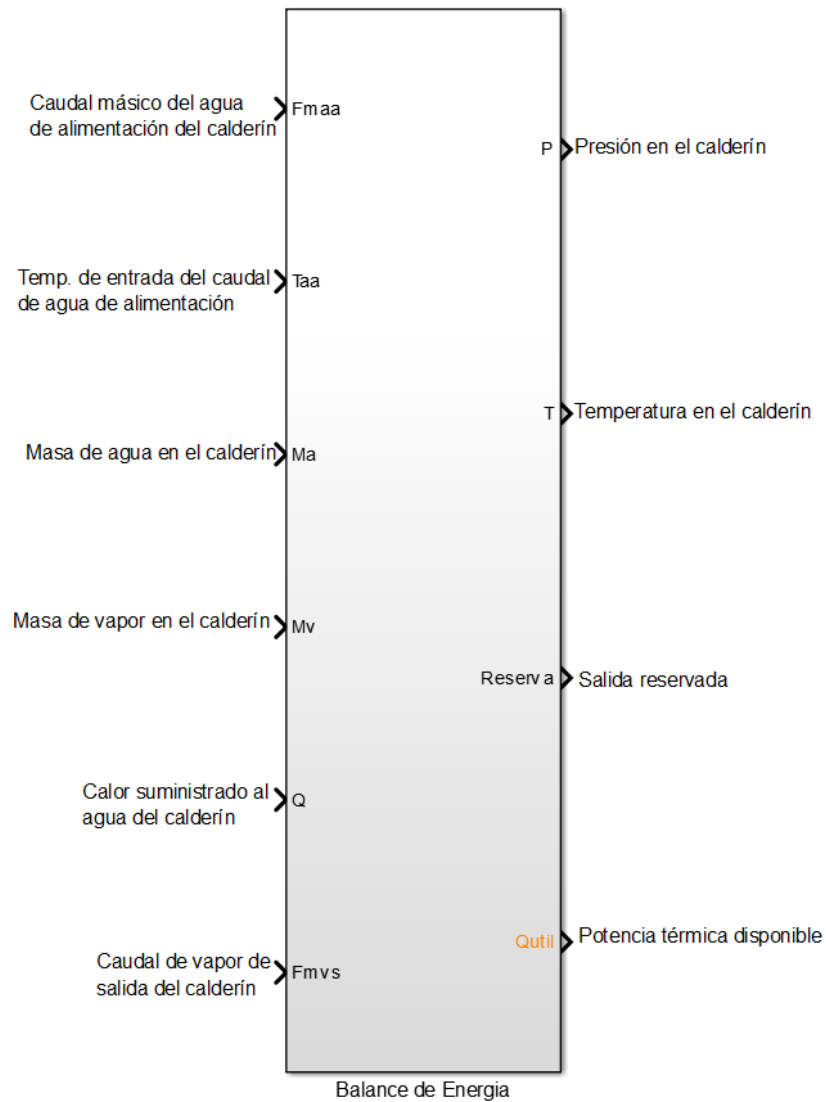 Caudal másico del agua
de alimentación del calderín
Fmaa
P
Presión en el calderín
Temp. de entrada del caudal
de agua de alimentación
Taa
T
Temperatura en el calderín
Masa de agua en el calderín
Ma
Masa de vapor en el calderín
Mv
Reserva
Salida reservada
Calor suministrado al
agua del calderín
Q
Qutil
Potencia térmica disponible
Caudal de vapor de
salida del calderín
Fmvs
Balance de Energia